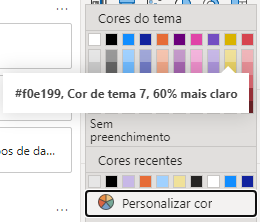 Cores do tema
#f0e199, Cor de tema 7, 60% mais claro
Sem
preenchimento
os de da...
Cores recentes
Personalizar cor